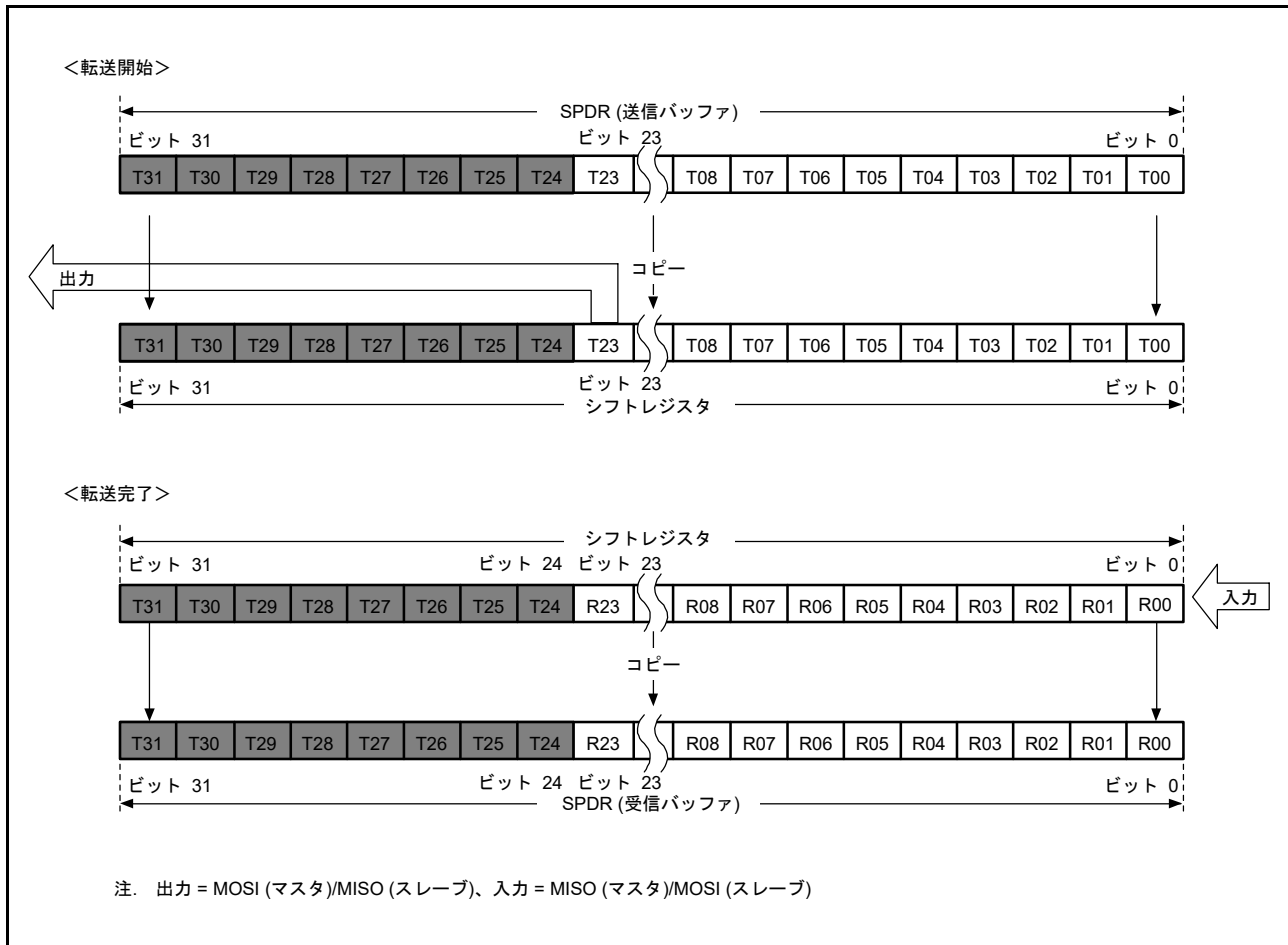 ＜転送開始＞
SPDR (送信バッファ)
ビット 31 ビット 23 ビット 0
T31 T30 T29 T28 T27 T26 T25 T24 T23 T08 T07 T06 T05 T04 T03 T02 T01 T00
出力 コピー
T31 T30 T29 T28 T27 T26 T25 T24 T23 T08 T07 T06 T05 T04 T03 T02 T01 T00
ビット 31 ビット 23 ビット 0
シフトレジスタ
＜転送完了＞
シフトレジスタ
ビット 31 ビット 24 ビット 23 ビット 0
T31 T30 T29 T28 T27 T26 T25 T24 R23 R08 R07 R06 R05 R04 R03 R02 R01 R00 入力
コピー
T31 T30 T29 T28 T27 T26 T25 T24 R23 R08 R07 R06 R05 R04 R03 R02 R01 R00
ビット 31 ビット 24 ビット 23 ビット 0
SPDR (受信バッファ)
注. 出力 = MOSI (マスタ)/MISO (スレーブ)、入力 = MISO (マスタ)/MOSI (スレーブ)